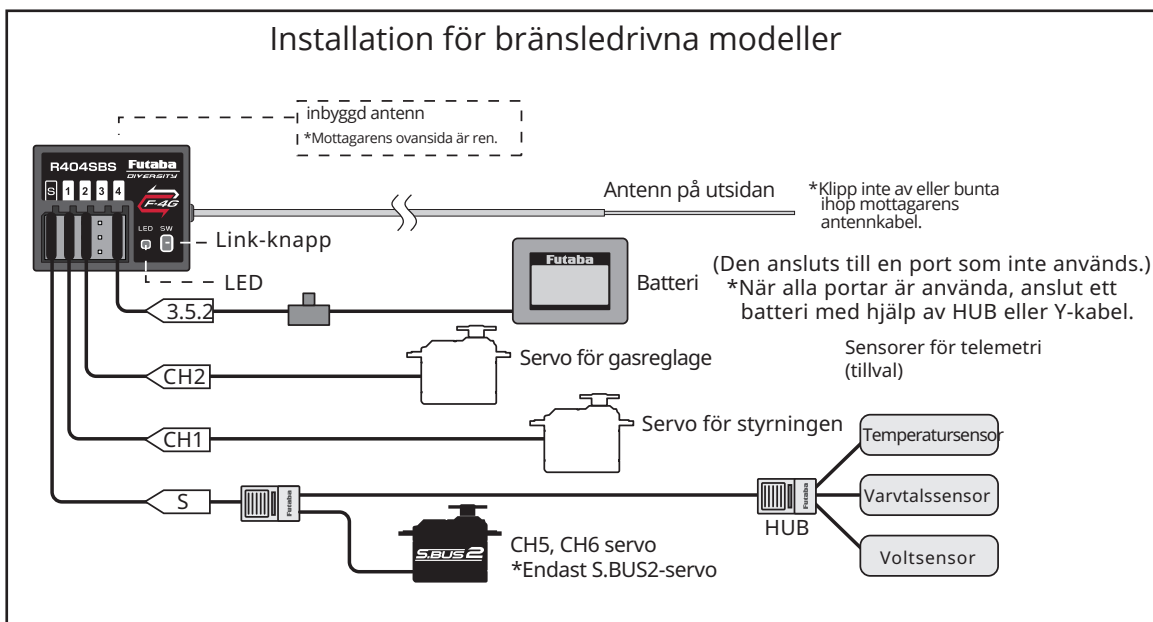 Installation för bränsledrivna modeller
inbyggd antenn
*Mottagarens ovansida är ren.
R404SBS Futaba
DIVERSITY
S 1 2 3 4
F-4G
LED SW
Antenn på utsidan
*Klipp inte av eller bunta
ihop mottagarens
antennkabel.
Link-knapp
LED
Futaba
Batteri
(Den ansluts till en port som inte används.)
*När alla portar är använda, anslut ett
batteri med hjälp av HUB eller Y-kabel.
3.5.2
Servo för gasreglage
Sensorer för telemetri
(tillval)
CH2
CH1
Servo för styrningen
Temperatursensor
S
Futaba
Futaba
Varvtalssensor
HUB
S.BUS2
CH5, CH6 servo
*Endast S.BUS2-servo
Voltsensor